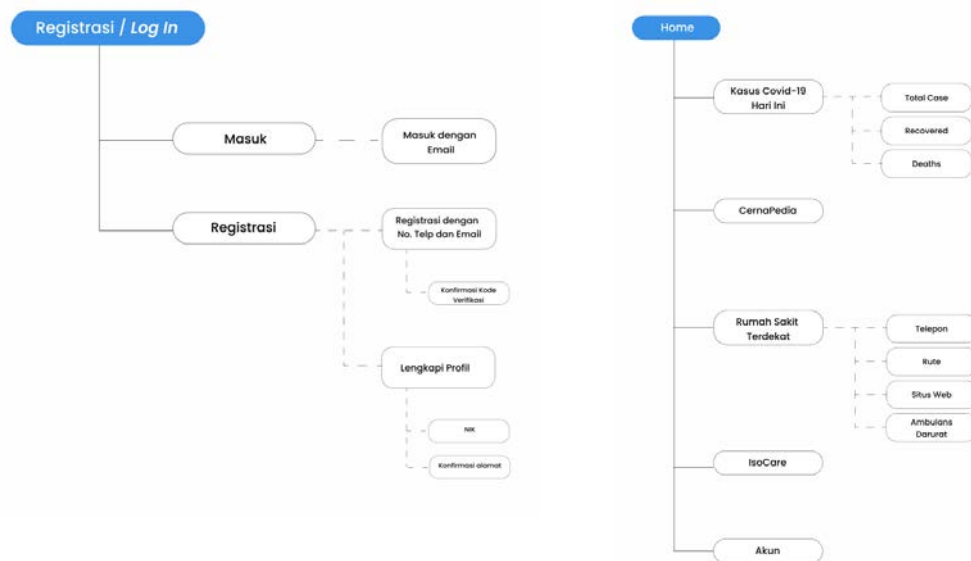 Registrasi / Log In
Masuk
Masuk dengan
Email
Registrasi
Registrasi dengan
No. Telp dan Email
Konfirmasi Kode
Verifikasi
Lengkapi Profil
NIK
Konfirmasi alamat
Home
Kasus Covid-19
Hari Ini
Total Case
Recovered
Deaths
CernaPedia
Rumah Sakit
Terdekat
Telepon
Rute
Situs Web
Ambulans
Darurat
IsoCare
Akun